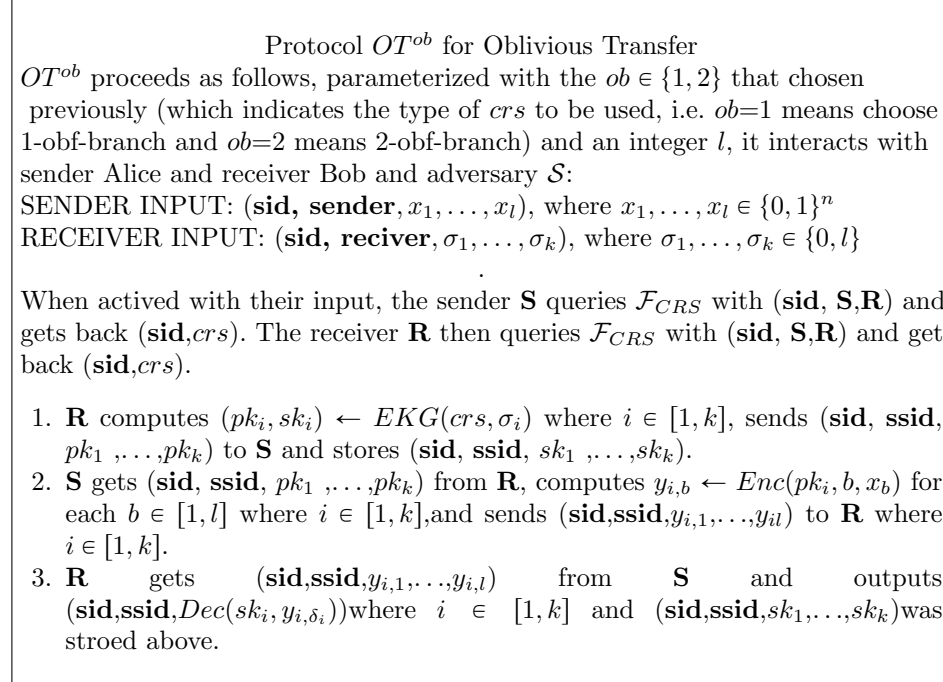 Protocol OT^{ob} for Oblivious Transfer
OT^{ob} proceeds as follows, parameterized with the ob ∈ {1, 2} that chosen
previously (which indicates the type of crs to be used, i.e. ob=1 means choose
1-obf-branch and ob=2 means 2-obf-branch) and an integer l, it interacts with
sender Alice and receiver Bob and adversary 𝒮:
SENDER INPUT: (sid, sender, x_1, . . . , x_l), where x_1, . . . , x_l ∈ {0, 1}^n
RECEIVER INPUT: (sid, reciver, σ_1, . . . , σ_k), where σ_1, . . . , σ_k ∈ {0, l}
.
When actived with their input, the sender S queries ℱ_{CRS} with (sid, S,R) and
gets back (sid,crs). The receiver R then queries ℱ_{CRS} with (sid, S,R) and get
back (sid,crs).
1. R computes (pk_i, sk_i) ← EKG(crs, σ_i) where i ∈ [1, k], sends (sid, ssid,
pk_1 ,. . . ,pk_k) to S and stores (sid, ssid, sk_1 ,. . . ,sk_k).
2. S gets (sid, ssid, pk_1 ,. . . ,pk_k) from R, computes y_{i,b} ← Enc(pk_i, b, x_b) for
each b ∈ [1, l] where i ∈ [1, k],and sends (sid,ssid,y_{i,1},. . . ,y_{il}) to R where
i ∈ [1, k].
3. R gets (sid,ssid,y_{i,1},. . . ,y_{i,l}) from S and outputs
(sid,ssid,Dec(sk_i, y_{i,δ_i}))where i ∈ [1, k] and (sid,ssid,sk_1,. . . ,sk_k)was
stroed above.